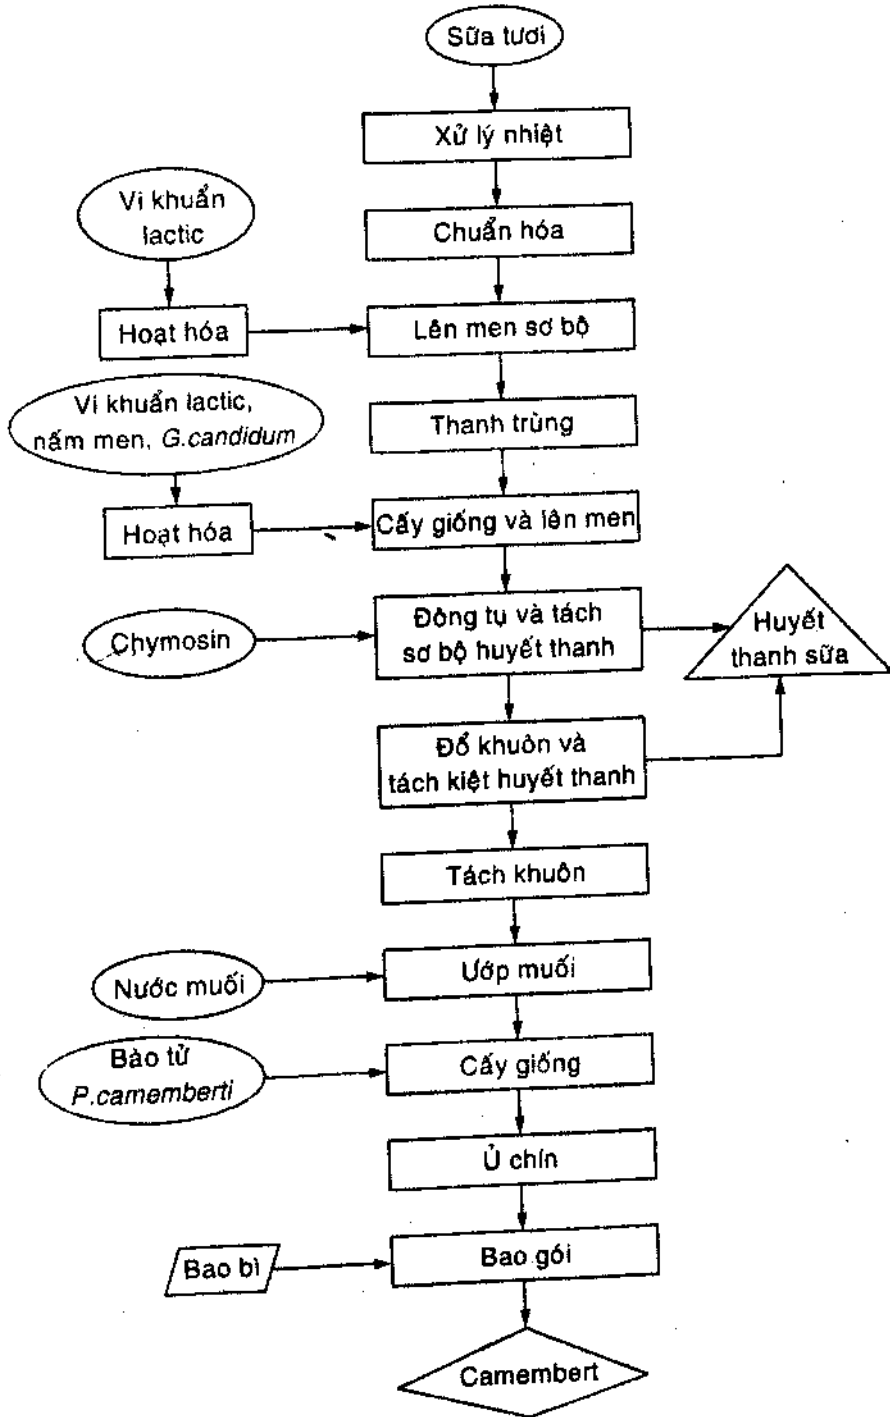 Sữa tươi
Xử lý nhiệt
Vi khuẩn
lactic
Chuẩn hóa
Hoạt hóa
Lên men sơ bộ
Vi khuẩn lactic,
nấm men, G.candidum
Thanh trùng
Hoạt hóa
Cấy giống và lên men
Chymosin
Đông tụ và tách
sơ bộ huyết thanh
Huyết
thanh sữa
Đổ khuôn và
tách kiệt huyết thanh
Tách khuôn
Nước muối
Ướp muối
Bào tử
P.camemberti
Cấy giống
Ủ chín
Bao bì
Bao gói
Camembert